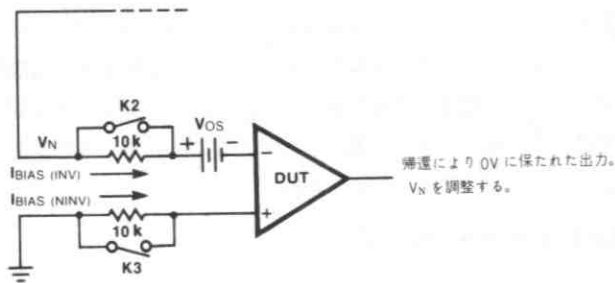 K2
VN
10 k
VOS
+
−
IBIAS (INV)
IBIAS (NINV)
10 k
K3
−
DUT
+
帰還により 0V に保たれた出力。
VN を調整する。